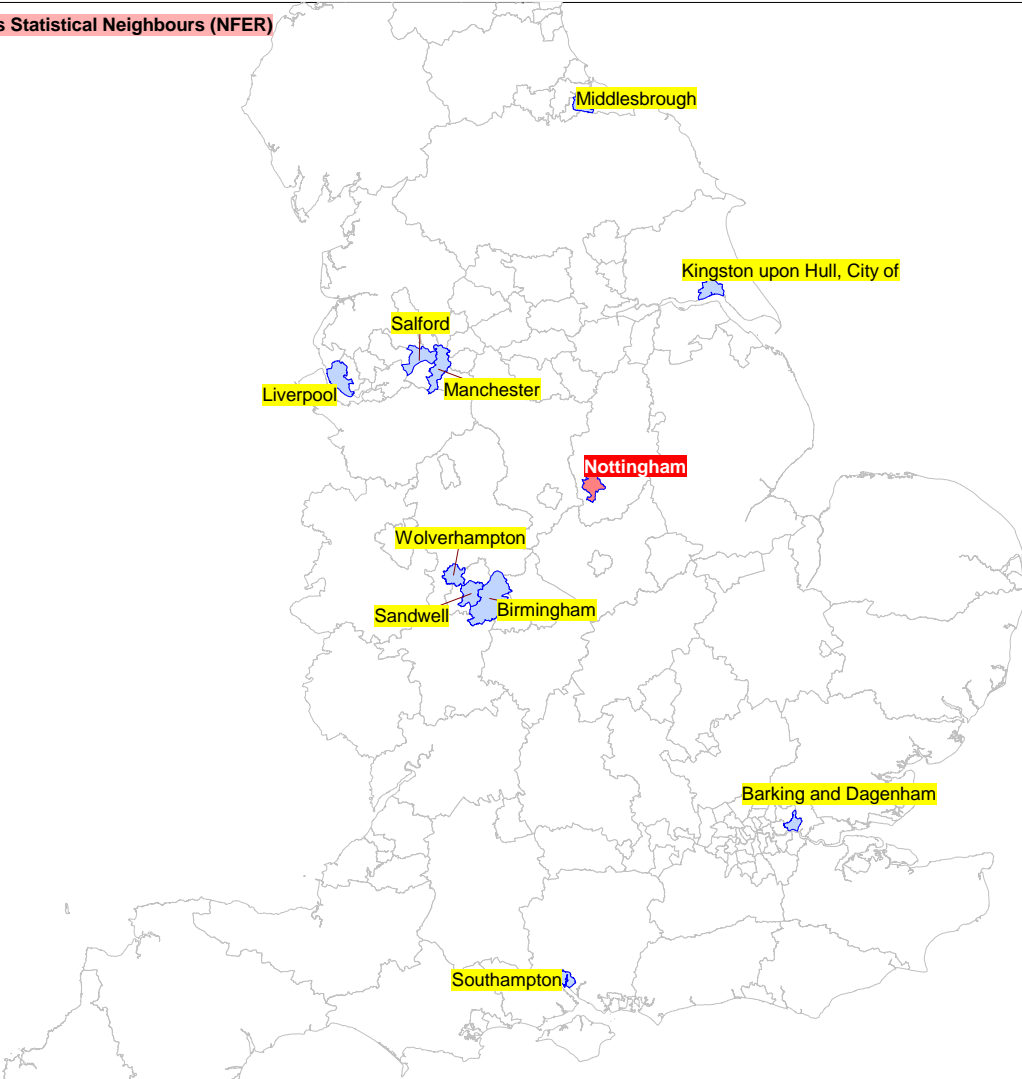 s Statistical Neighbours (NFER)
Middlesbrough
Kingston upon Hull, City of
Salford
Liverpool
Manchester
Nottingham
Wolverhampton
Sandwell
Birmingham
Barking and Dagenham
Southampton